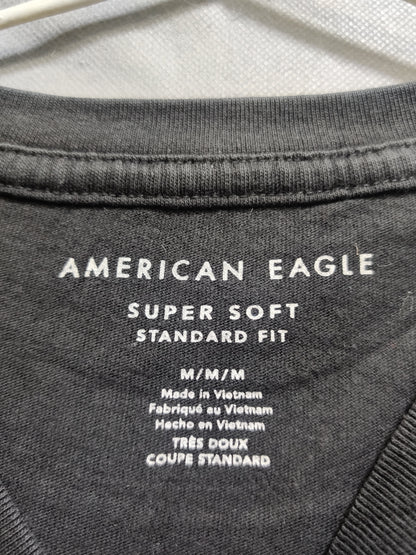 AMERICAN EAGLE
SUPER SOFT
STANDARD FIT
M/M/M
Made in Vietnam
Fabriqué au Vietnam
Hecho en Vietnam
TRÈS DOUX
COUPE STANDARD